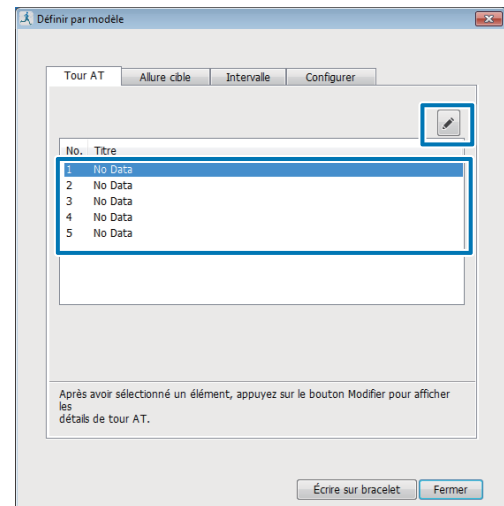 Définir par modèle
Tour AT Allure cible Intervalle Configurer
No. Titre
1 No Data
2 No Data
3 No Data
4 No Data
5 No Data
Après avoir sélectionné un élément, appuyez sur le bouton Modifier pour afficher
les
détails de tour AT.
Écrire sur bracelet Fermer